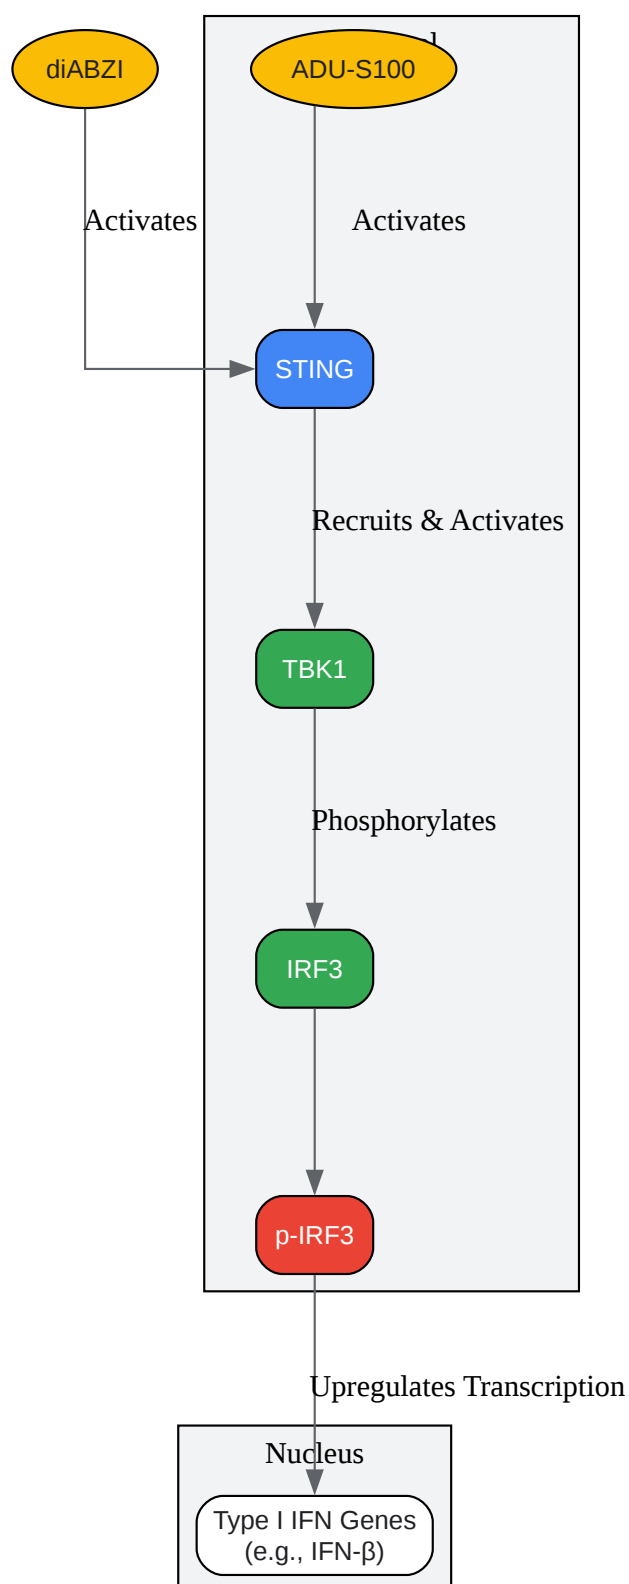 diABZI
ADU-S100
Activates
Activates
STING
Recruits & Activates
TBK1
Phosphorylates
IRF3
p-IRF3
Upregulates Transcription
Nucleus
Type I IFN Genes
(e.g., IFN-β)